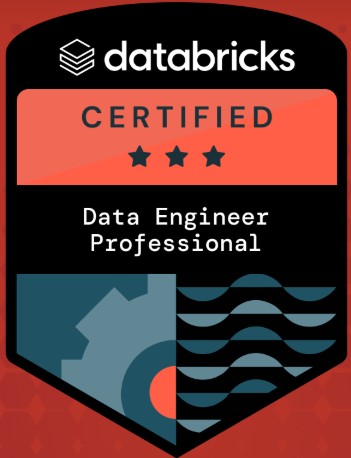 databricks
CERTIFIED
Data Engineer
Professional